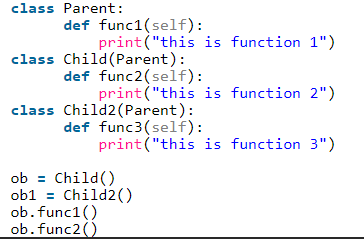 class Parent:
      def func1(self):
          print("this is function 1")
class Child(Parent):
      def func2(self):
          print("this is function 2")
class Child2(Parent):
      def func3(self):
          print("this is function 3")

ob = Child()
ob1 = Child2()
ob.func1()
ob.func2()